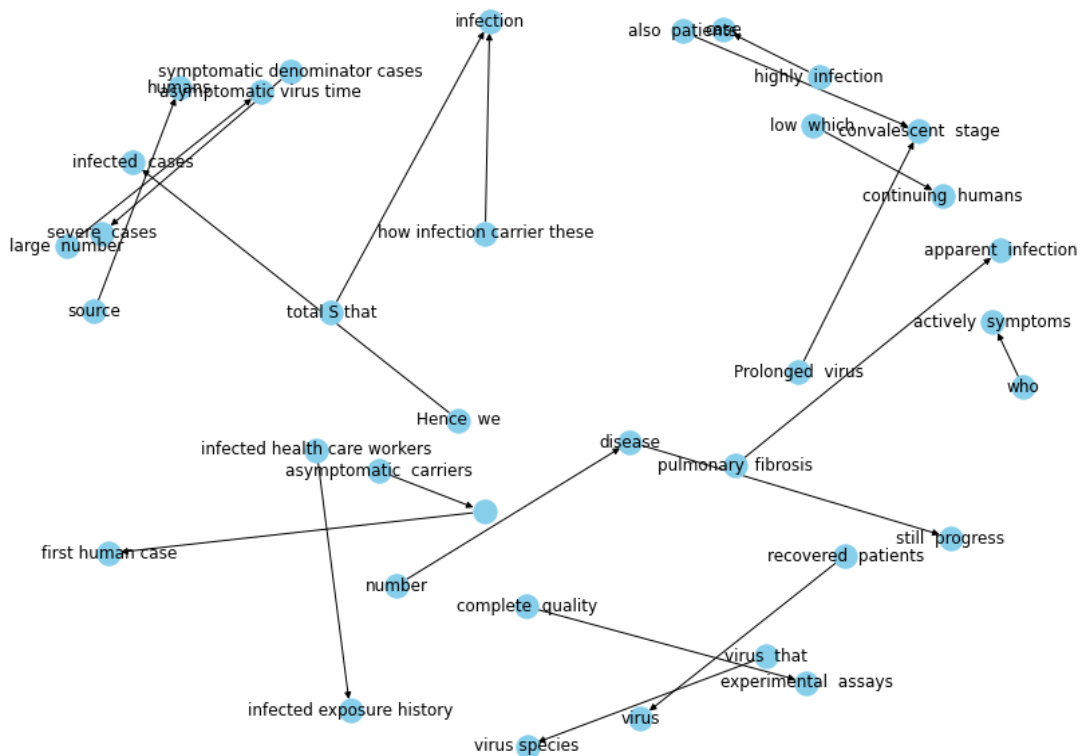 infection
also  patients
case
symptomatic denominator cases
highly  infection
humans
asymptomatic virus time
low which
convalescent  stage
infected  cases
continuing  humans
severe  cases
how infection carrier these
large  number
apparent  infection
source
total S that
actively  symptoms
Prolonged  virus
who
Hence  we
infected health care workers
disease
asymptomatic  carriers
pulmonary  fibrosis
first human case
still  progress
recovered  patients
number
complete  quality
virus  that
experimental  assays
infected exposure history
virus
virus species